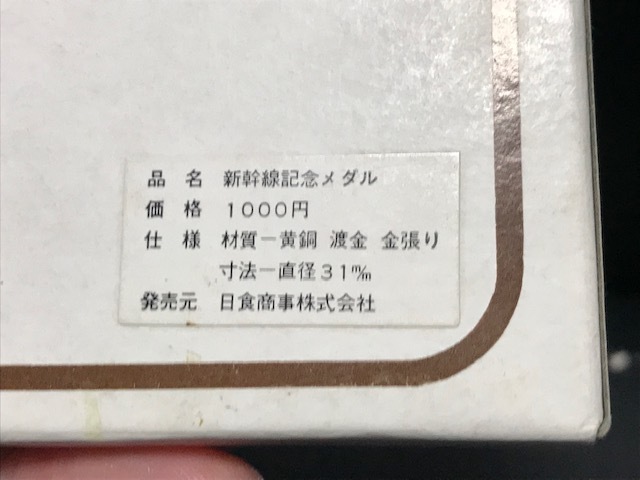 品名 新幹線記念メダル
価格 1000円
仕様 材質ー黄銅 渡金 金張り
寸法ー直径31㎜
発売元 日食商事株式会社